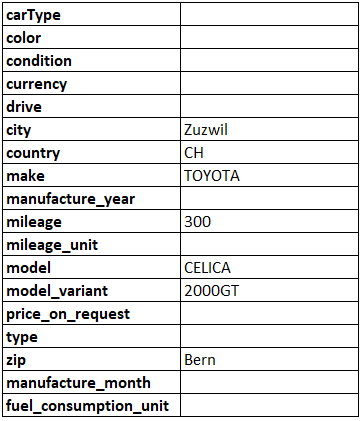 carType
color
condition
currency
drive
city Zuzwil
country CH
make TOYOTA
manufacture_year
mileage 300
mileage_unit
model CELICA
model_variant 2000GT
price_on_request
type
zip Bern
manufacture_month
fuel_consumption_unit